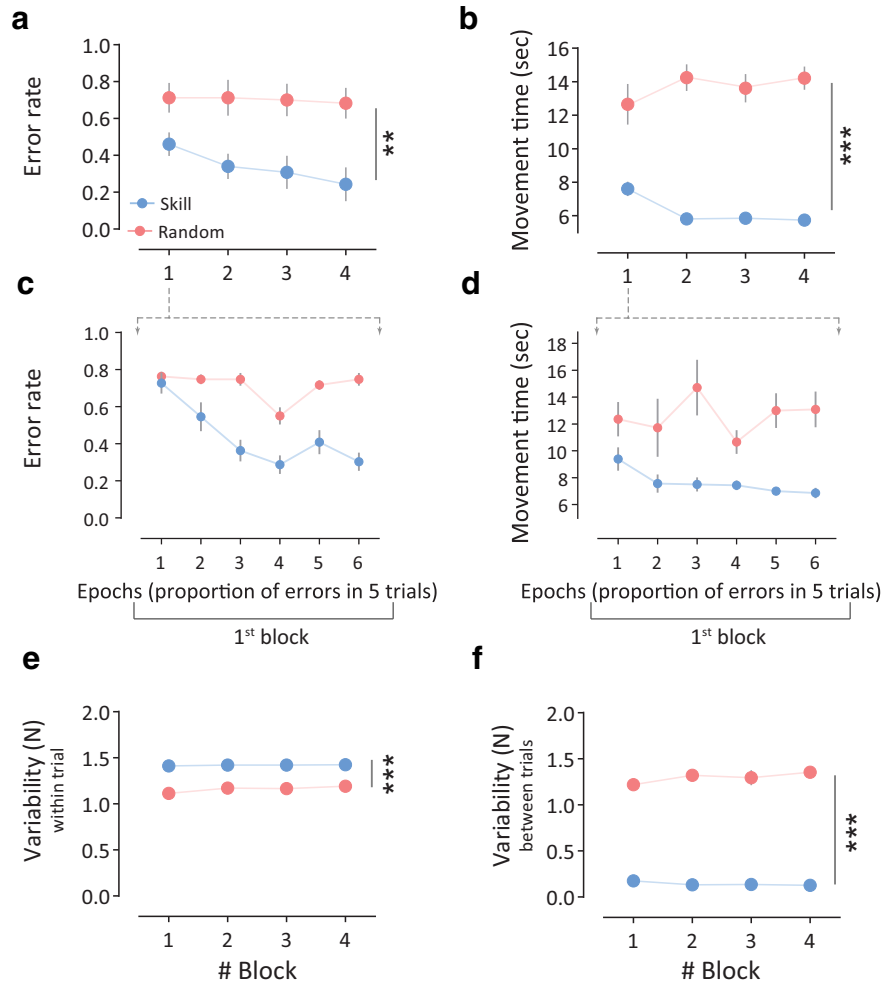 a
Error rate
1.0
0.8
0.6
0.4
0.2
0.0
**
Skill
Random
1 2 3 4
b
Movement time (sec)
16
14
12
8
6
***
1 2 3 4
c
Error rate
1.0
0.8
0.6
0.4
0.2
0.0
1 2 3 4 5 6
Epochs (proportion of errors in 5 trials)
1st block
d
Movement time (sec)
18
16
14
12
8
6
1 2 3 4 5 6
Epochs (proportion of errors in 5 trials)
1st block
e
Variability (N)
within trial
2.0
1.5
1.0
0.5
0.0
***
1 2 3 4
# Block
f
Variability (N)
between trials
2.0
1.5
1.0
0.5
0.0
***
1 2 3 4
# Block